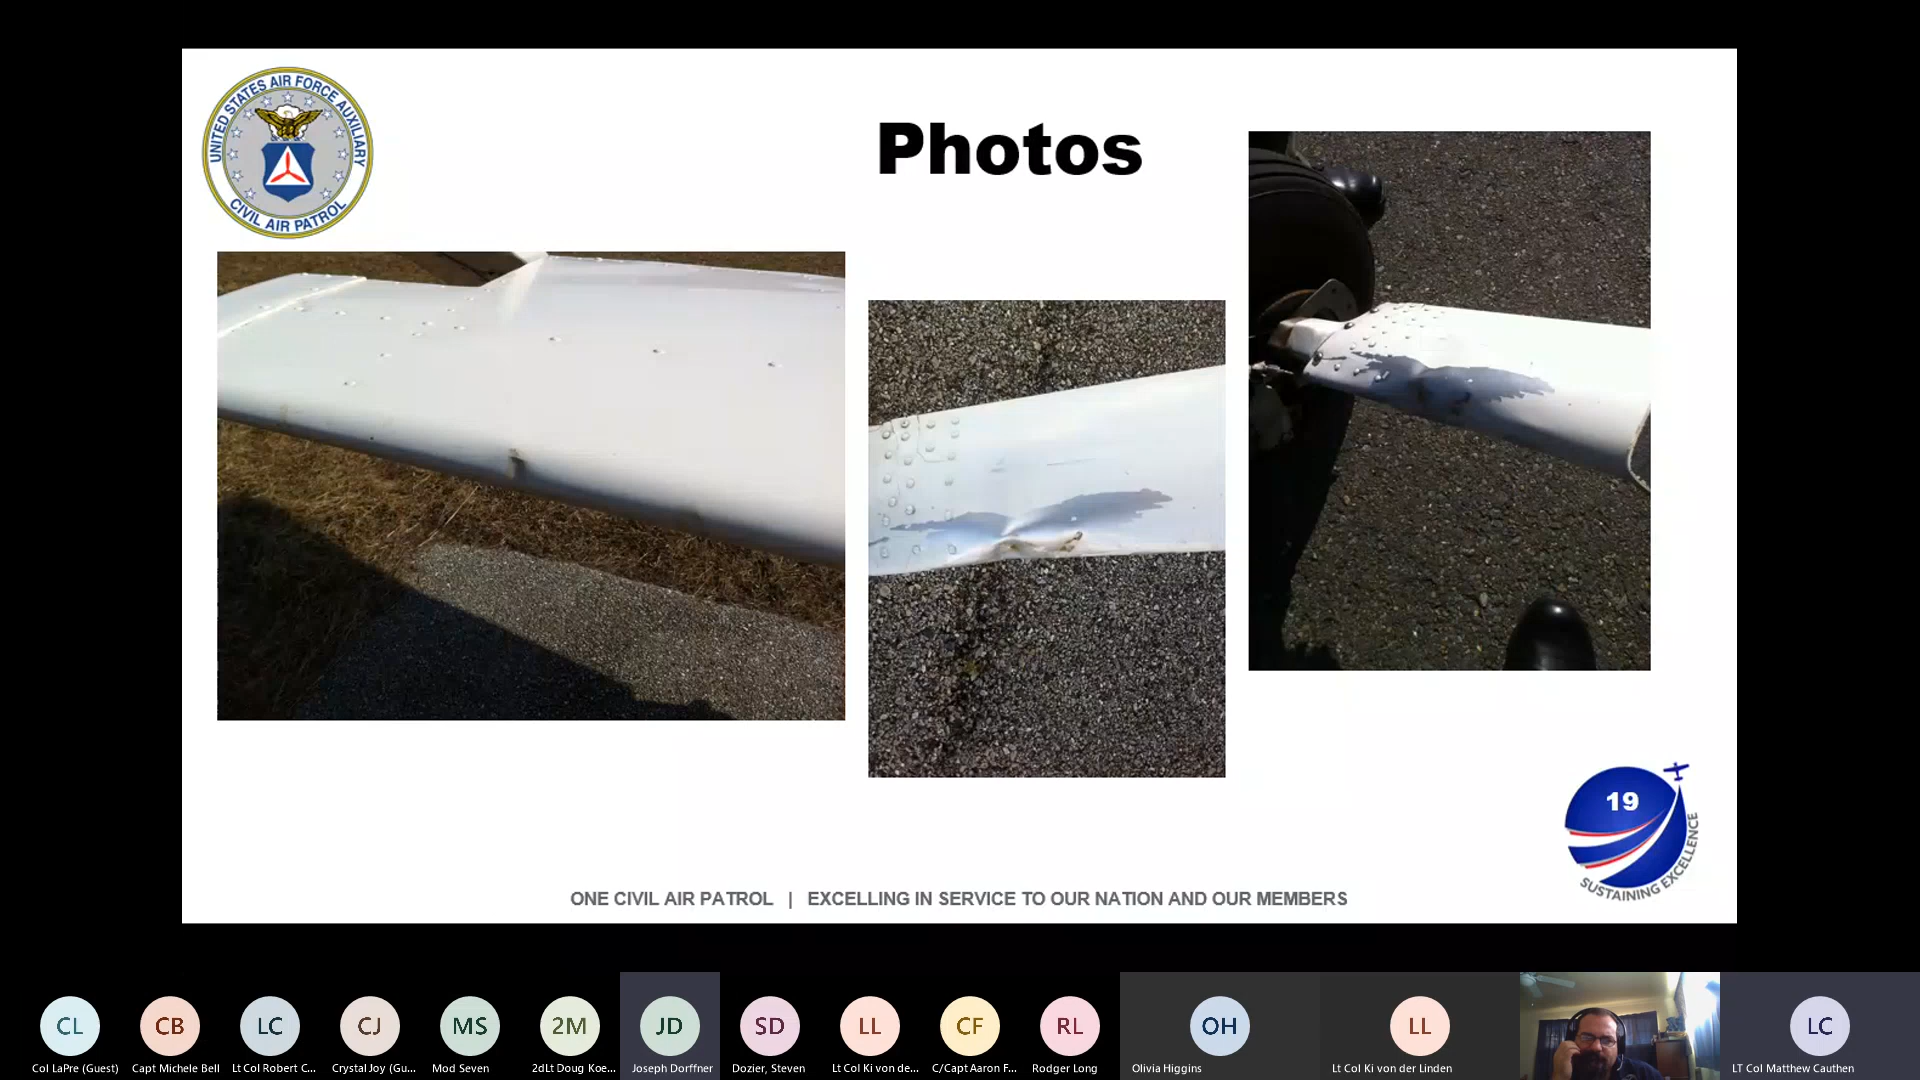 UNITED STATES AIR FORCE AUXILIARY
CIVIL AIR PATROL
Photos
19
SUSTAINING EXCELLENCE
ONE CIVIL AIR PATROL | EXCELLING IN SERVICE TO OUR NATION AND OUR MEMBERS
CL
CB
LC
CJ
MS
2M
JD
SD
LL
CF
RL
OH
LL
LC
Col LaPre (Guest)
Capt Michele Bell
Lt Col Robert C...
Crystal Joy (Gu...
Mod Seven
2dLt Doug Koe...
Joseph Dorffner
Dozier, Steven
Lt Col Ki von de...
C/Capt Aaron F...
Rodger Long
Olivia Higgins
Lt Col Ki von der Linden
LT Col Matthew Cauthen